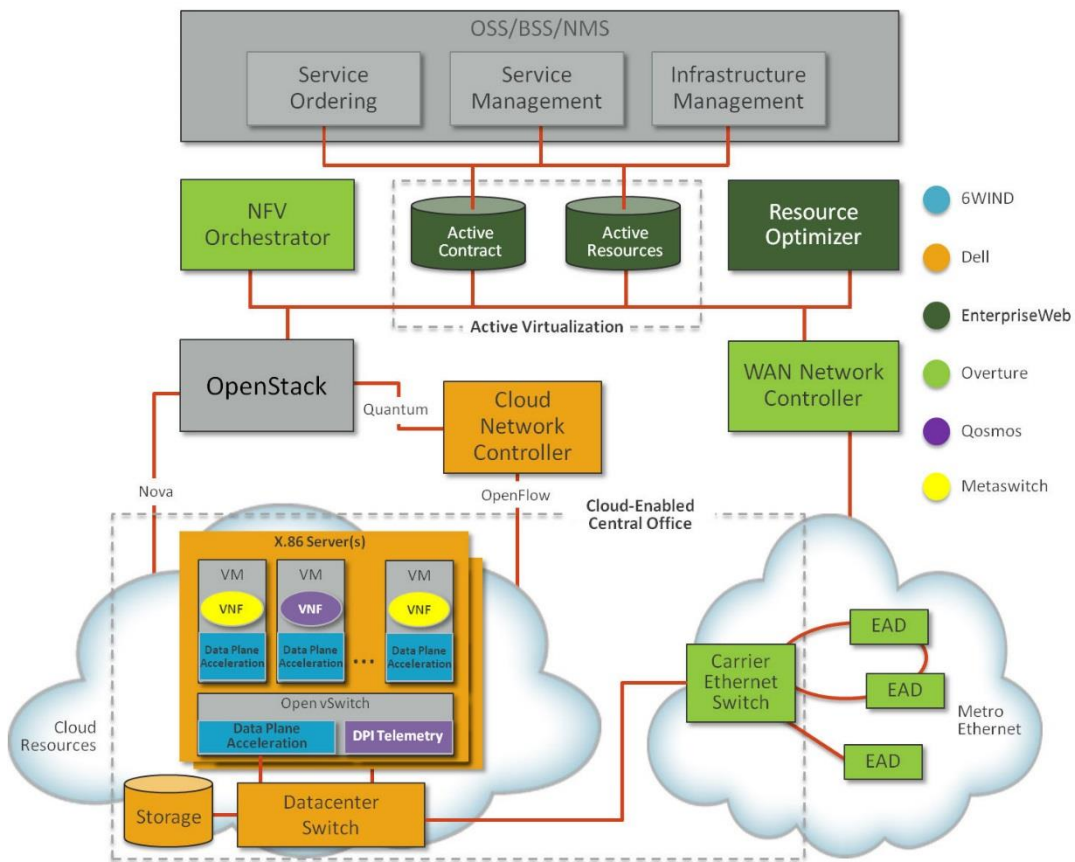 OSS/BSS/NMS
Service
Ordering
Service
Management
Infrastructure
Management
NFV
Orchestrator
Active
Contract
Active
Resources
Resource
Optimizer
Active Virtualization
6WIND
Dell
EnterpriseWeb
Overture
Qosmos
Metaswitch
OpenStack
Quantum
Cloud
Network
Controller
WAN Network
Controller
Nova
OpenFlow
Cloud-Enabled
Central Office
X.86 Server(s)
VM
VNF
Data Plane
Acceleration
VM
VNF
Data Plane
Acceleration
...
VM
VNF
Data Plane
Acceleration
Open vSwitch
Data Plane
Acceleration
DPI Telemetry
Cloud
Resources
Storage
Datacenter
Switch
Carrier
Ethernet
Switch
EAD
EAD
EAD
Metro
Ethernet